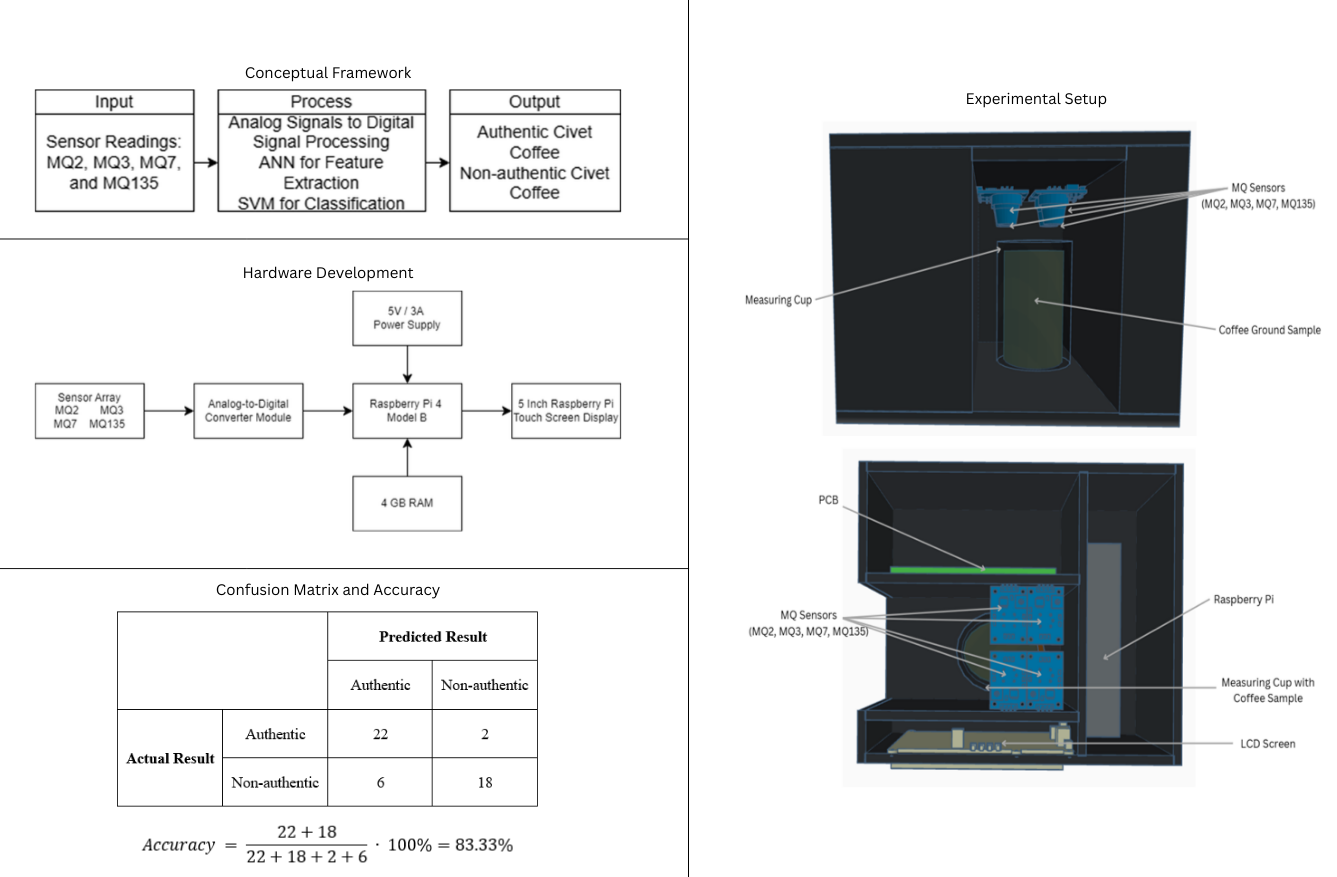 Conceptual Framework
Input
Sensor Readings:
MQ2, MQ3, MQ7,
and MQ135
Process
Analog Signals to Digital
Signal Processing
ANN for Feature
Extraction
SVM for Classification
Output
Authentic Civet
Coffee
Non-authentic Civet
Coffee
Hardware Development
5V / 3A
Power Supply
Sensor Array
MQ2 MQ3
MQ7 MQ135
Analog-to-Digital
Converter Module
Raspberry Pi 4
Model B
5 Inch Raspberry Pi
Touch Screen Display
4 GB RAM
Confusion Matrix and Accuracy
Predicted Result
Authentic Non-authentic
Actual Result
Authentic 22 2
Non-authentic 6 18
Accuracy = (22 + 18) / (22 + 18 + 2 + 6) · 100% = 83.33%
Experimental Setup
MQ Sensors
(MQ2, MQ3, MQ7, MQ135)
Measuring Cup
Coffee Ground Sample
PCB
MQ Sensors
(MQ2, MQ3, MQ7, MQ135)
Raspberry Pi
Measuring Cup with
Coffee Sample
LCD Screen